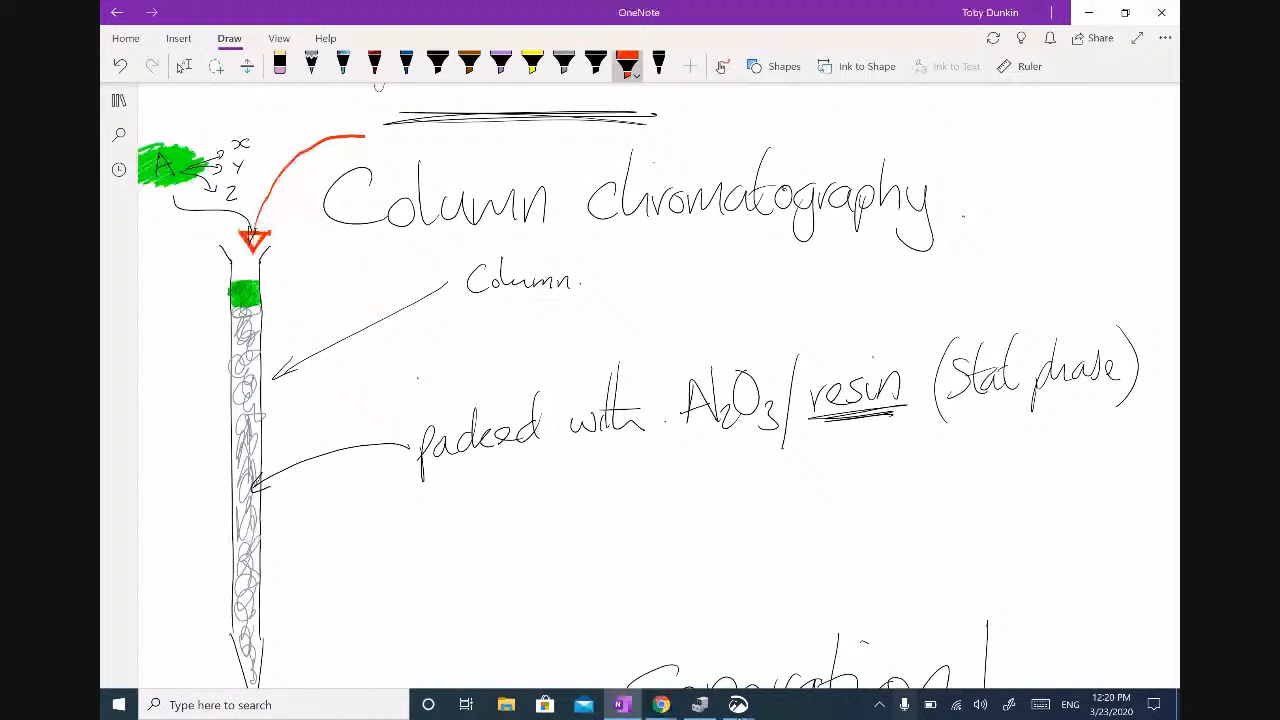 OneNote
Toby Dunkin
Home Insert Draw View Help
Share
Shapes Ink to Shape Ink to Text Ruler
A x
y
z
Column chromatography.
Column.
packed with. Al2O3/resin (Stat phase)
Type here to search
ENG
12:20 PM
3/23/2020